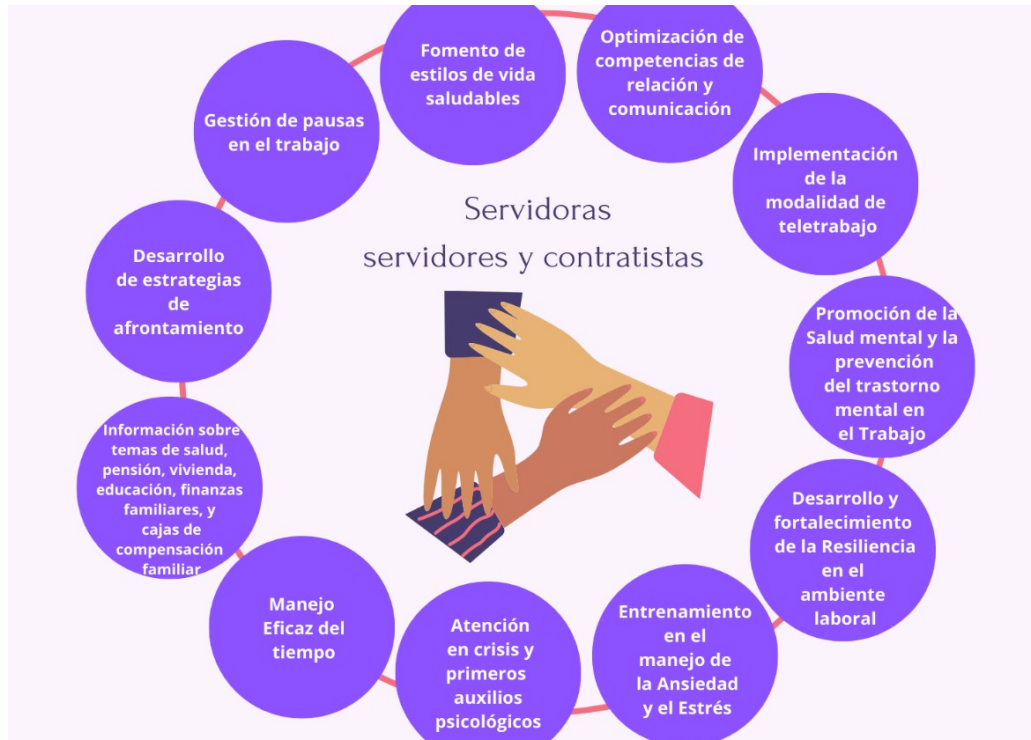 Fomento de
estilos de vida
saludables
Optimización de
competencias de
relación y
comunicación
Gestión de pausas
en el trabajo
Implementación
de la
modalidad de
teletrabajo
Servidoras
servidores y contratistas
Desarrollo
de estrategias
de
afrontamiento
Promoción de la
Salud mental y la
prevención
del trastorno
mental en
el Trabajo
Información sobre
temas de salud,
pensión, vivienda,
educación, finanzas
familiares, y
cajas de
compensación
familiar
Desarrollo y
fortalecimiento
de la Resiliencia
en el
ambiente
laboral
Manejo
Eficaz del
tiempo
Atención
en crisis y
primeros
auxilios
psicológicos
Entrenamiento
en el
manejo de
la Ansiedad
y el Estrés